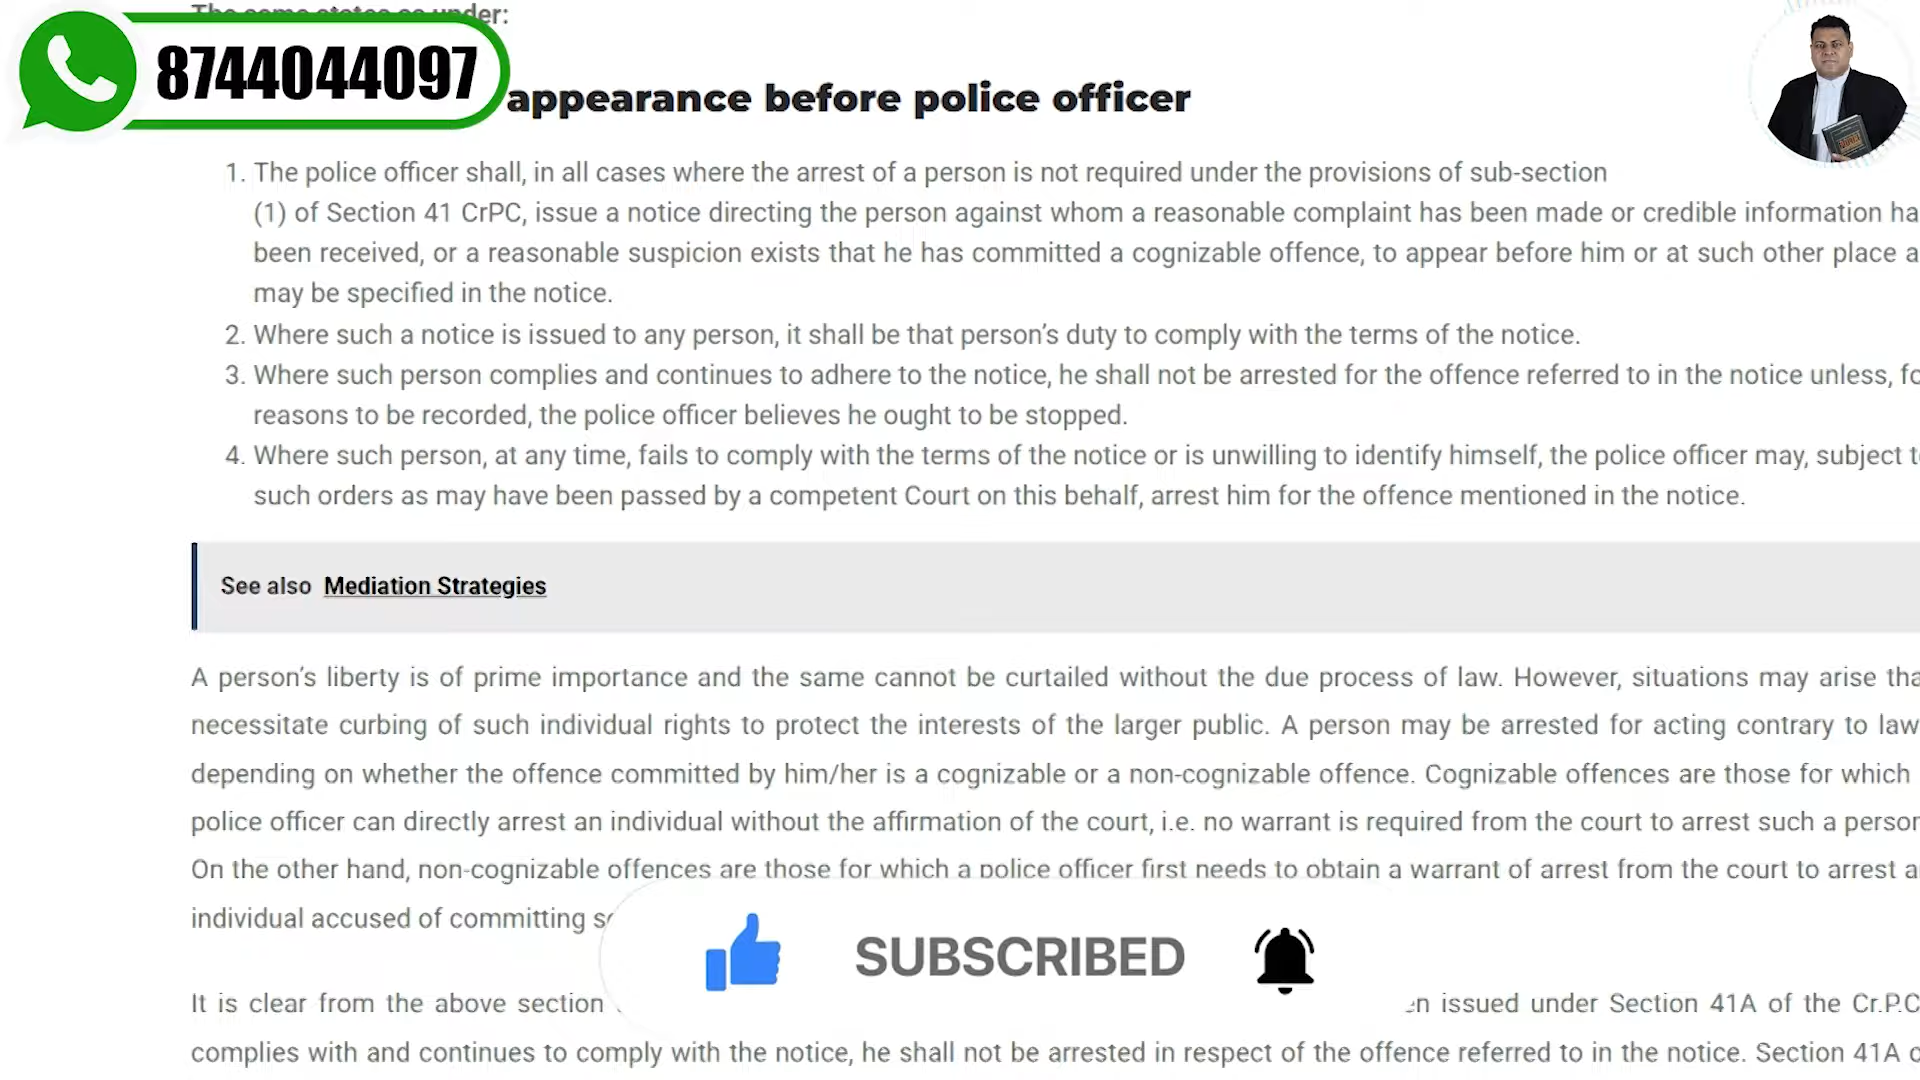 The same states as under:
8744044097
appearance before police officer
1. The police officer shall, in all cases where the arrest of a person is not required under the provisions of sub-section
(1) of Section 41 CrPC, issue a notice directing the person against whom a reasonable complaint has been made or credible information ha
been received, or a reasonable suspicion exists that he has committed a cognizable offence, to appear before him or at such other place a
may be specified in the notice.
2. Where such a notice is issued to any person, it shall be that person’s duty to comply with the terms of the notice.
3. Where such person complies and continues to adhere to the notice, he shall not be arrested for the offence referred to in the notice unless, fo
reasons to be recorded, the police officer believes he ought to be stopped.
4. Where such person, at any time, fails to comply with the terms of the notice or is unwilling to identify himself, the police officer may, subject t
such orders as may have been passed by a competent Court on this behalf, arrest him for the offence mentioned in the notice.
See also Mediation Strategies
A person’s liberty is of prime importance and the same cannot be curtailed without the due process of law. However, situations may arise tha
necessitate curbing of such individual rights to protect the interests of the larger public. A person may be arrested for acting contrary to law
depending on whether the offence committed by him/her is a cognizable or a non-cognizable offence. Cognizable offences are those for which
police officer can directly arrest an individual without the affirmation of the court, i.e. no warrant is required from the court to arrest such a person
On the other hand, non-cognizable offences are those for which a police officer first needs to obtain a warrant of arrest from the court to arrest a
individual accused of committing
SUBSCRIBED
It is clear from the above section issued under Section 41A of the Cr.P.C
complies with and continues to comply with the notice, he shall not be arrested in respect of the offence referred to in the notice. Section 41A